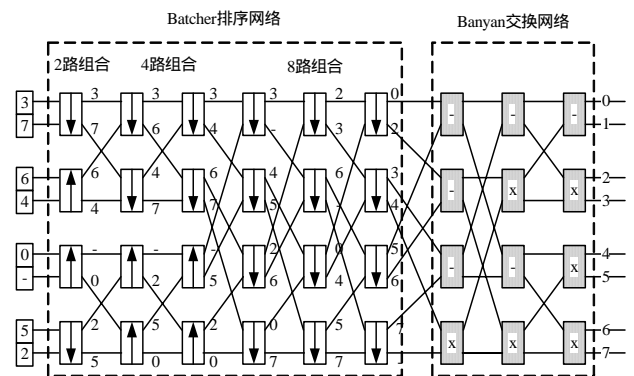 Batcher排序网络 Banyan交换网络
2路组合 4路组合 8路组合
3 3 3 3 3 2 0 0
- - -
7 7 6 4 - 3 2 1
6 6 4 6 4 6 3 2
- x x
4 4 7 7 5 - 4 3
0 - - - 2 0 5 4
- - x
- 0 2 5 6 4 6 5
5 2 5 2 0 5 7 6
x x x
2 5 0 0 7 7 7